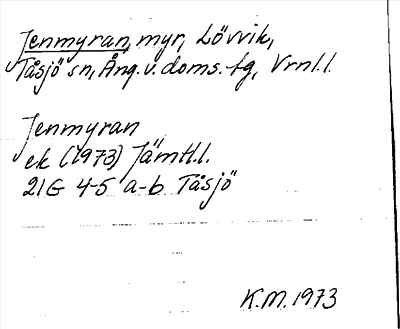 Jenmyran, myr, Lövvik,
Tåsjö sn, Ång. v. doms. tg, Vrnl. l.
Jenmyran
ek (1973) Jämtl. l.
21G 4-5 a-b Tåsjö
K.M. 1973